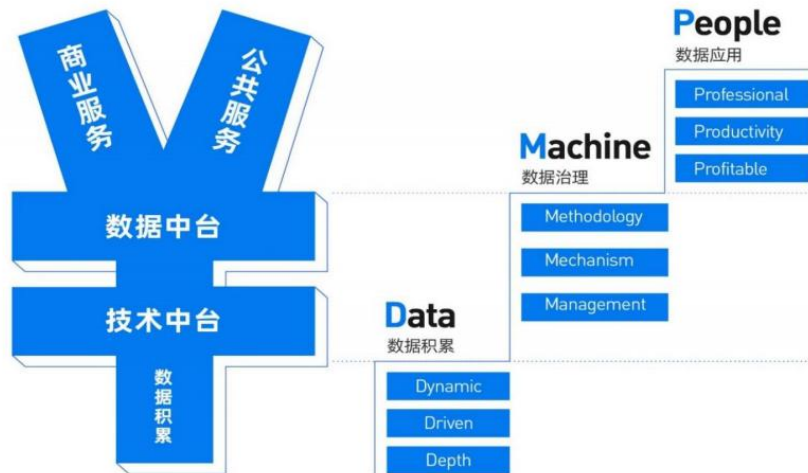 商业服务
公共服务
数据中台
技术中台
数据积累
Data
数据积累
Dynamic
Driven
Depth
Machine
数据治理
Methodology
Mechanism
Management
People
数据应用
Professional
Productivity
Profitable